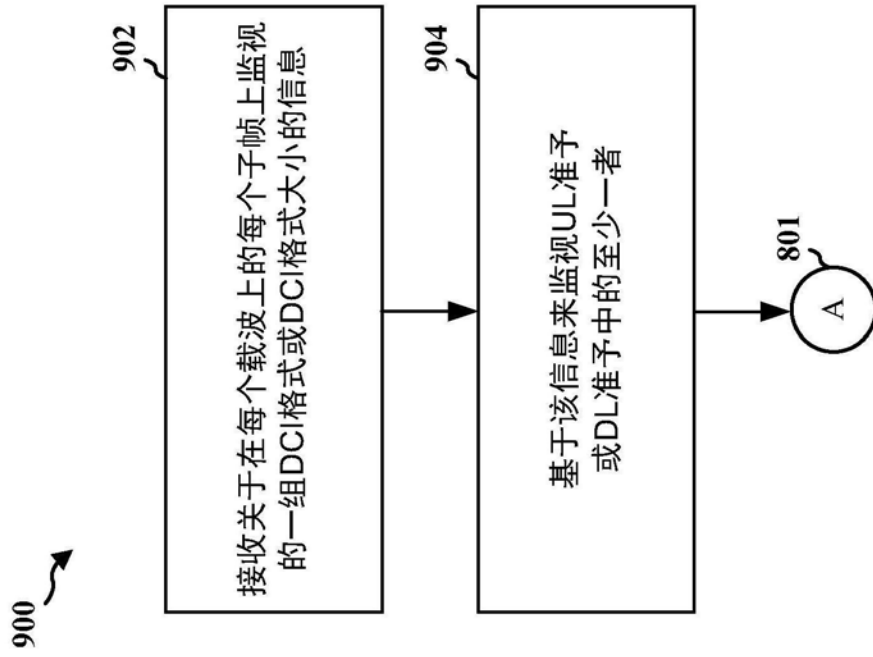 900
902
接收关于在每个载波上的每个子帧上监视
的一组DCI格式或DCI格式大小的信息
904
基于该信息来监视UL准予
或DL准予中的至少一者
801
A